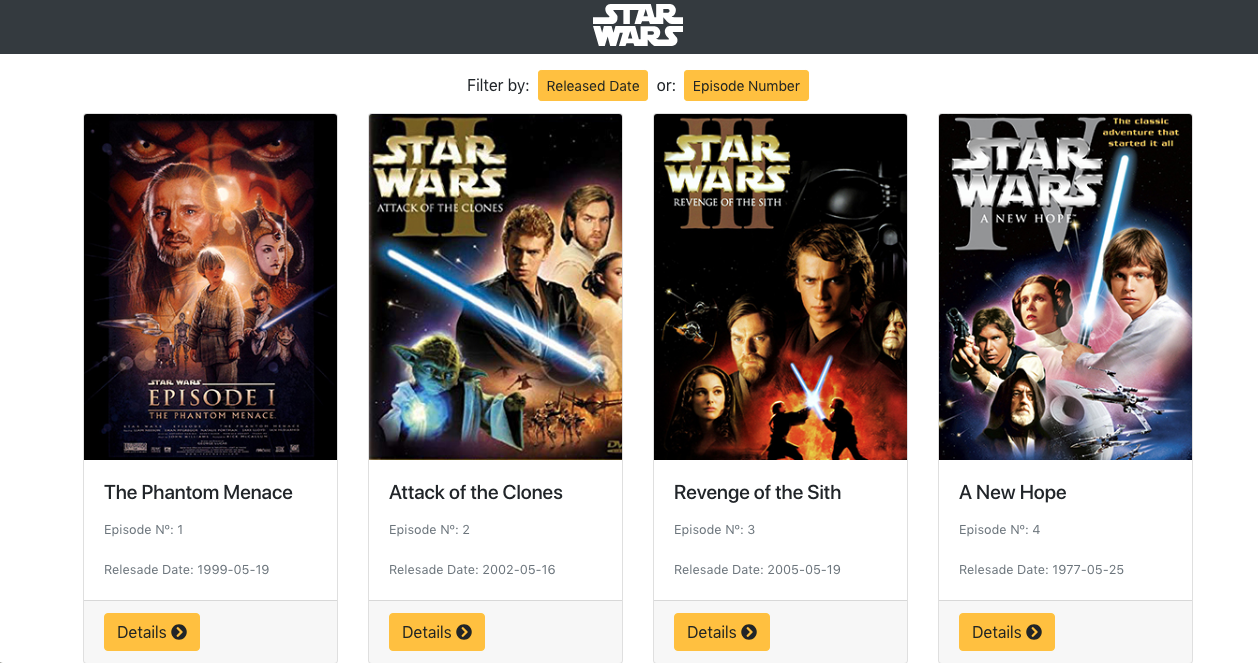 STAR
WARS
Filter by: Released Date or: Episode Number
STAR WARS
EPISODE I
THE PHANTOM MENACE
II
STAR
WARS
ATTACK OF THE CLONES
DVD
III
STAR
WARS
REVENGE OF THE SITH
The classic
adventure that
started it all
IV
STAR
WARS
A NEW HOPE
The Phantom Menace
Episode Nº: 1
Relesade Date: 1999-05-19
Details
Attack of the Clones
Episode Nº: 2
Relesade Date: 2002-05-16
Details
Revenge of the Sith
Episode Nº: 3
Relesade Date: 2005-05-19
Details
A New Hope
Episode Nº: 4
Relesade Date: 1977-05-25
Details